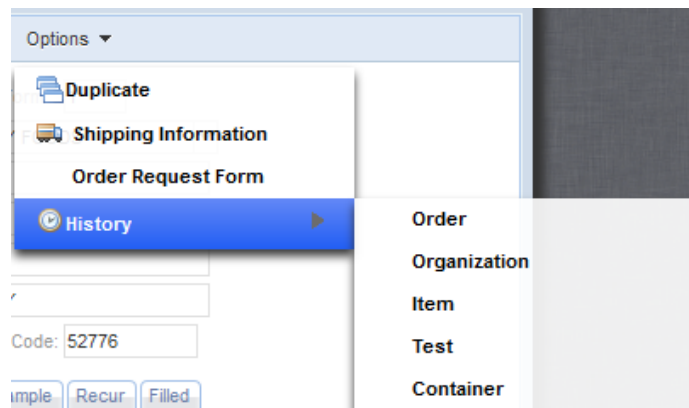 Options
Duplicate
Shipping Information
Order Request Form
History
Order
Organization
Item
Code: 52776
Test
Recur Filled
Container